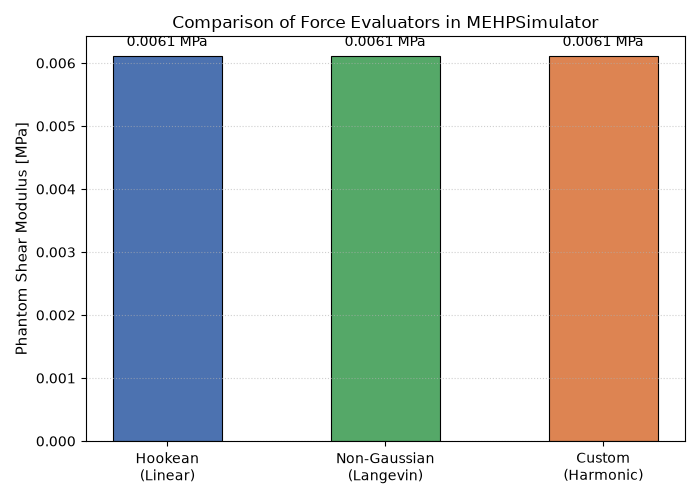 Comparison of Force Evaluators in MEHPSimulator
0.0061 MPa 0.0061 MPa 0.0061 MPa
Phantom Shear Modulus [MPa]
0.006
0.005
0.004
0.003
0.002
0.001
0.000
Hookean Non-Gaussian Custom
(Linear) (Langevin) (Harmonic)